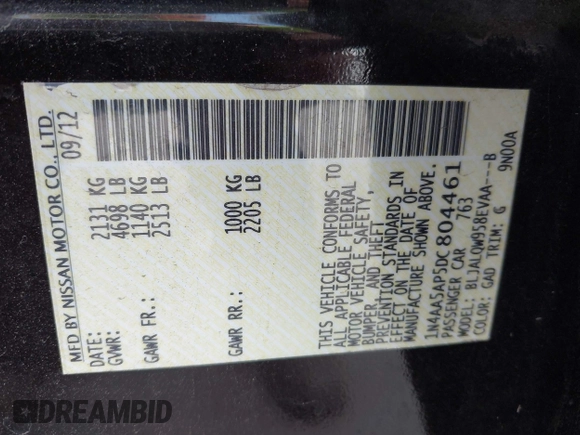 MFD BY NISSAN MOTOR CO., LTD.
DATE: 09/12
GVWR: 2131 KG
4698 LB
GAWR FR.: 1140 KG
2513 LB
GAWR RR.: 1000 KG
2205 LB
THIS VEHICLE CONFORMS TO
ALL APPLICABLE FEDERAL
MOTOR VEHICLE SAFETY,
BUMPER, AND THEFT
PREVENTION STANDARDS IN
EFFECT ON THE DATE OF
MANUFACTURE SHOWN ABOVE.
1N4AA5AP5DC804461
PASSENGER CAR 763
MODEL: BLJALQW958EVAA---B
COLOR: GAD TRIM: G 9N00A
DREAMBID